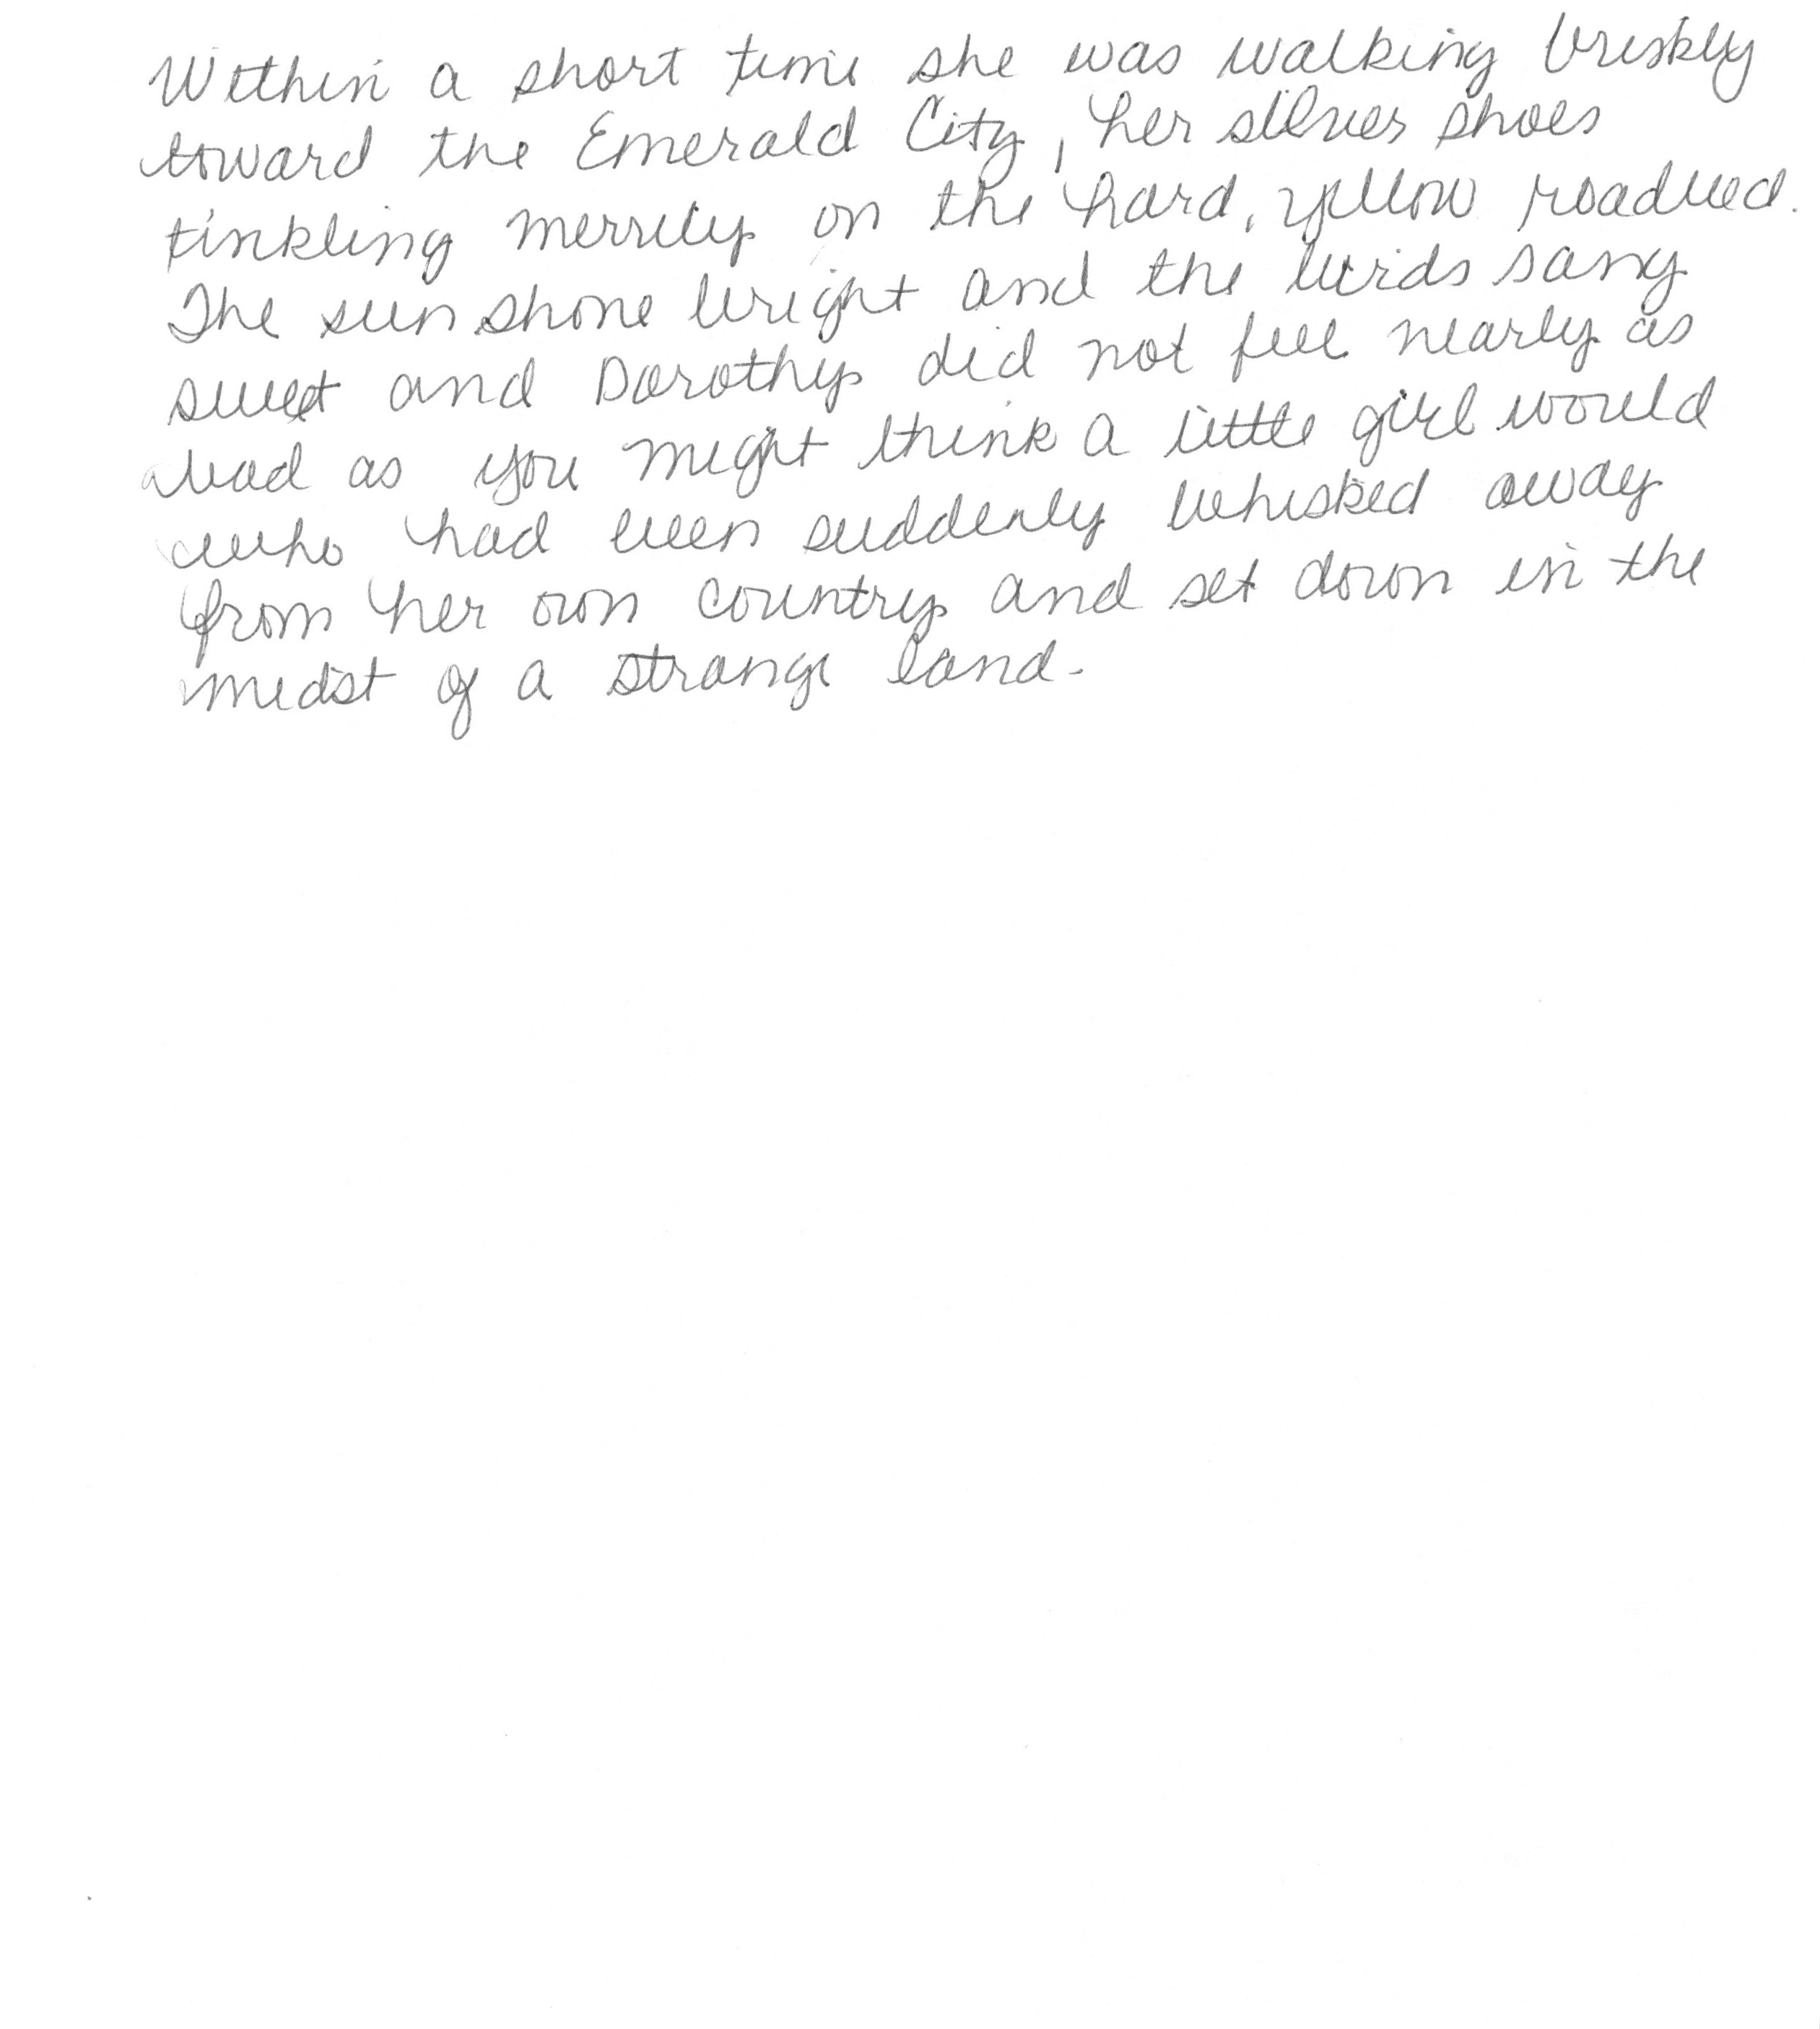 Within a short time she was walking briskly
toward the Emerald City, her silver shoes
tinkling merrily on the hard, yellow roadbed.
The sun shone bright and the birds sang
sweet and Dorothy did not feel nearly as
bad as you might think a little girl would
who had been suddenly whisked away
from her own country and set down in the
midst of a strange land.